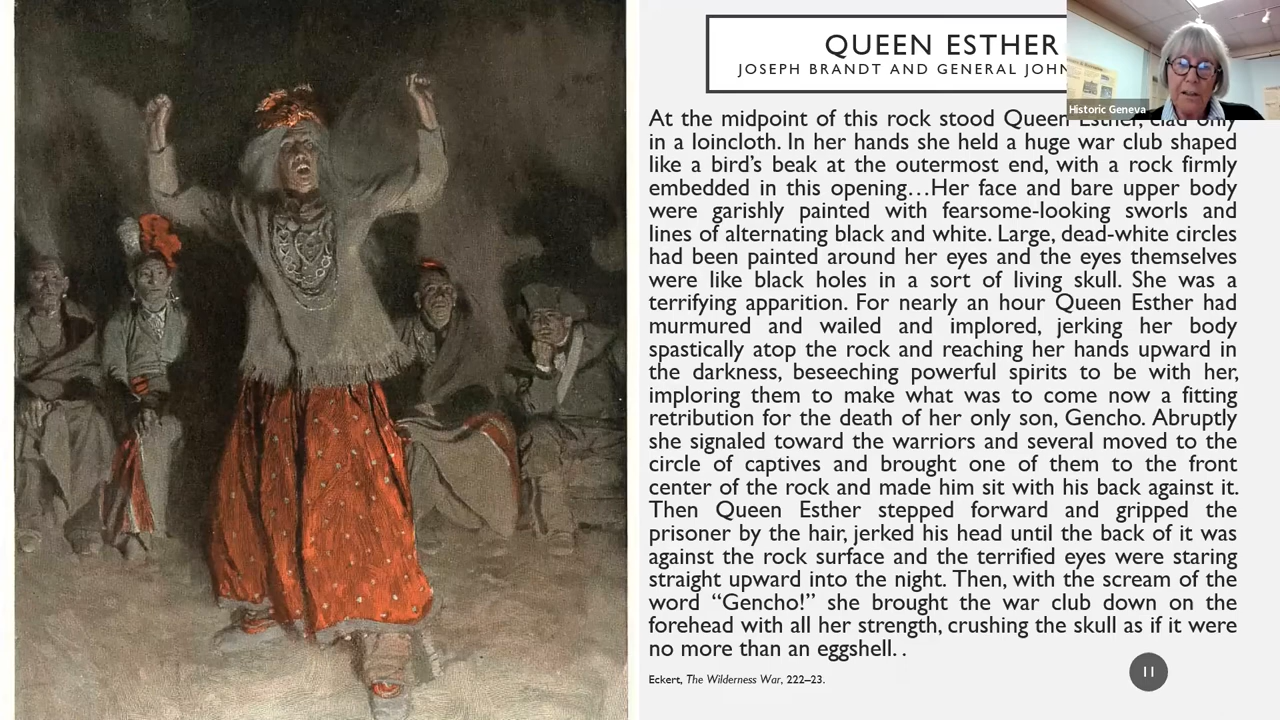 QUEEN ESTHER
JOSEPH BRANDT AND GENERAL JOHN
Historic Geneva
At the midpoint of this rock stood Queen Esther, clad only
in a loincloth. In her hands she held a huge war club shaped
like a bird’s beak at the outermost end, with a rock firmly
embedded in this opening…Her face and bare upper body
were garishly painted with fearsome-looking sworls and
lines of alternating black and white. Large, dead-white circles
had been painted around her eyes and the eyes themselves
were like black holes in a sort of living skull. She was a
terrifying apparition. For nearly an hour Queen Esther had
murmured and wailed and implored, jerking her body
spastically atop the rock and reaching her hands upward in
the darkness, beseeching powerful spirits to be with her,
imploring them to make what was to come now a fitting
retribution for the death of her only son, Gencho. Abruptly
she signaled toward the warriors and several moved to the
circle of captives and brought one of them to the front
center of the rock and made him sit with his back against it.
Then Queen Esther stepped forward and gripped the
prisoner by the hair, jerked his head until the back of it was
against the rock surface and the terrified eyes were staring
straight upward into the night. Then, with the scream of the
word “Gencho!” she brought the war club down on the
forehead with all her strength, crushing the skull as if it were
no more than an eggshell. .
Eckert, The Wilderness War, 222–23.
11